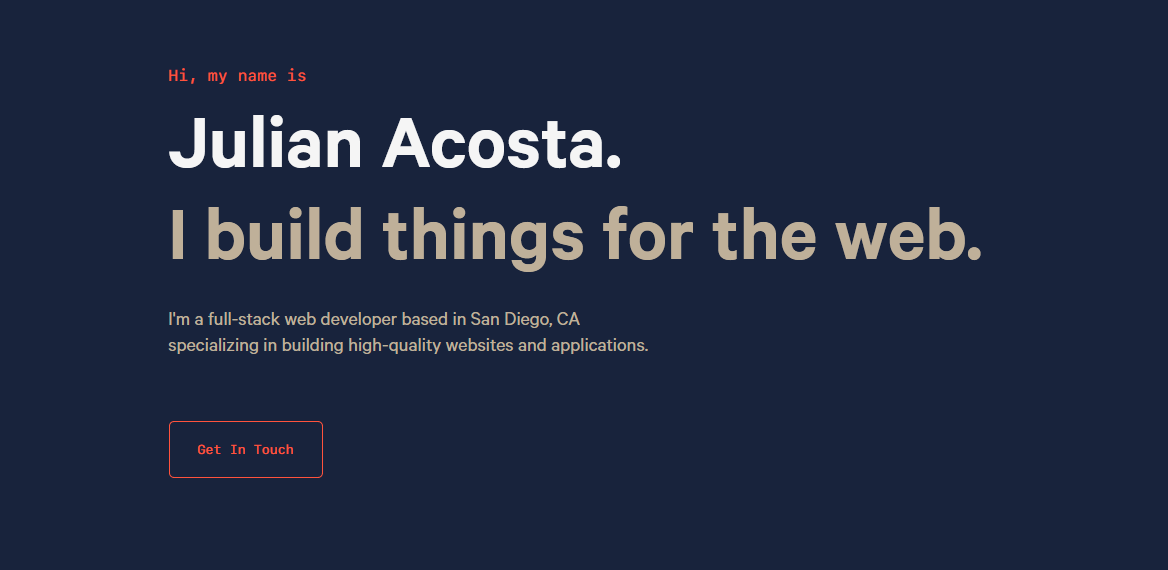 Hi, my name is
Julian Acosta.
I build things for the web.
I'm a full-stack web developer based in San Diego, CA
specializing in building high-quality websites and applications.
Get In Touch